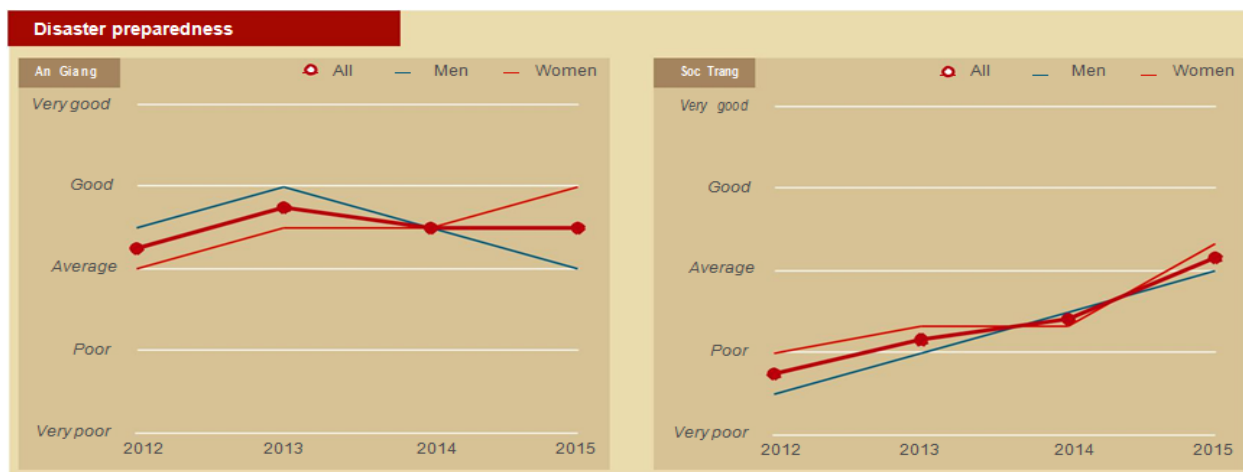 Disaster preparedness
An Giang All Men Women
Very good
Good
Average
Poor
Very poor
2012 2013 2014 2015
Soc Trang All Men Women
Very good
Good
Average
Poor
Very poor
2012 2013 2014 2015